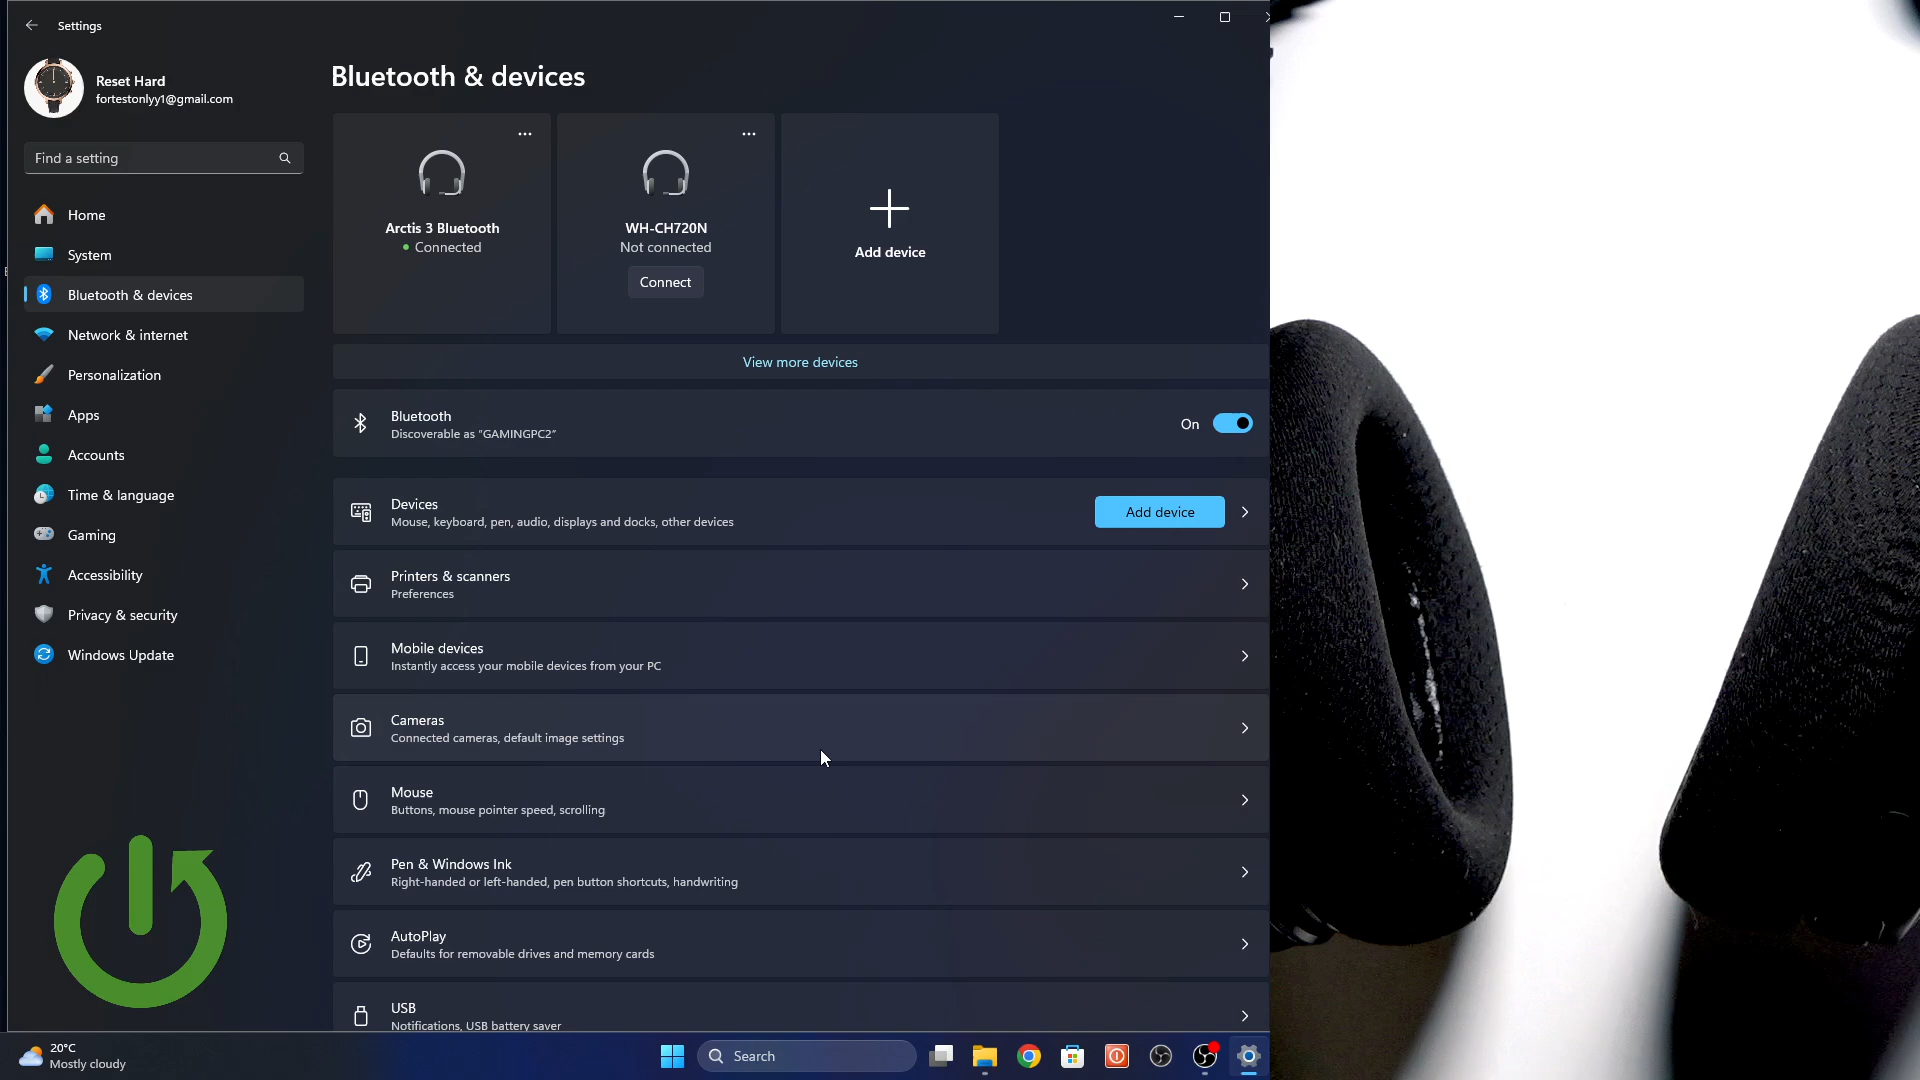 Settings
Reset Hard
fortestonlyy1@gmail.com
Find a setting
Home
System
Bluetooth & devices
Network & internet
Personalization
Apps
Accounts
Time & language
Gaming
Accessibility
Privacy & security
Windows Update
Bluetooth & devices
Arctis 3 Bluetooth
Connected
WH-CH720N
Not connected
Connect
Add device
View more devices
Bluetooth
Discoverable as "GAMINGPC2"
On
Devices
Mouse, keyboard, pen, audio, displays and docks, other devices
Add device
Printers & scanners
Preferences
Mobile devices
Instantly access your mobile devices from your PC
Cameras
Connected cameras, default image settings
Mouse
Buttons, mouse pointer speed, scrolling
Pen & Windows Ink
Right-handed or left-handed, pen button shortcuts, handwriting
AutoPlay
Defaults for removable drives and memory cards
USB
Notifications, USB battery saver
20°C
Mostly cloudy
Search